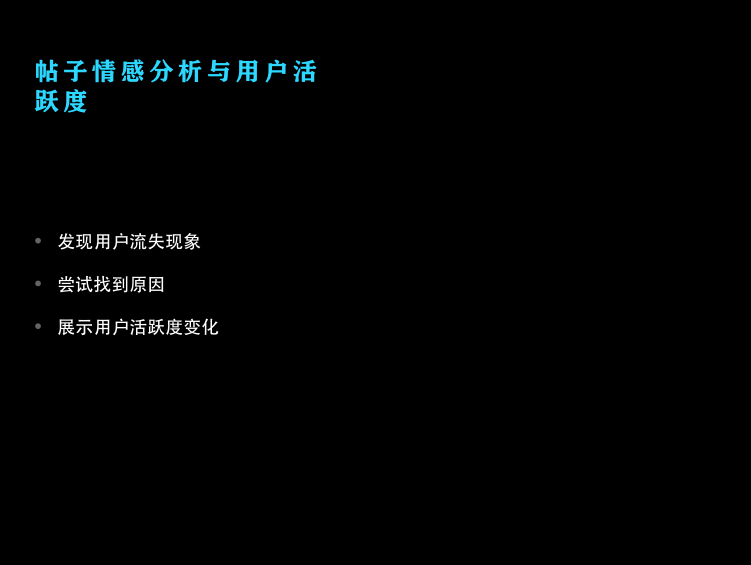 帖子情感分析与用户活
跃度
发现用户流失现象
尝试找到原因
展示用户活跃度变化